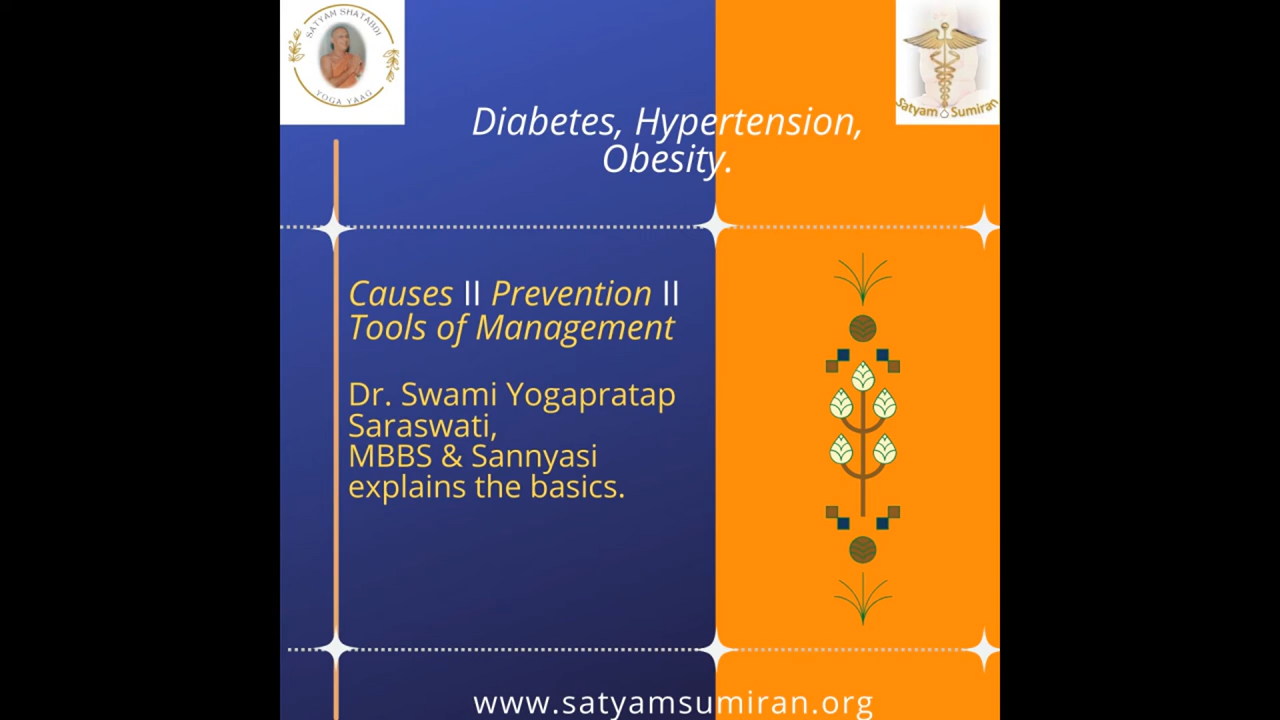 SATYAM SHATABDI
YOGA YAAG
Satyam Sumiran
Diabetes, Hypertension,
Obesity.
Causes II Prevention II
Tools of Management
Dr. Swami Yogapratap
Saraswati,
MBBS & Sannyasi
explains the basics.
www.satyamsumiran.org